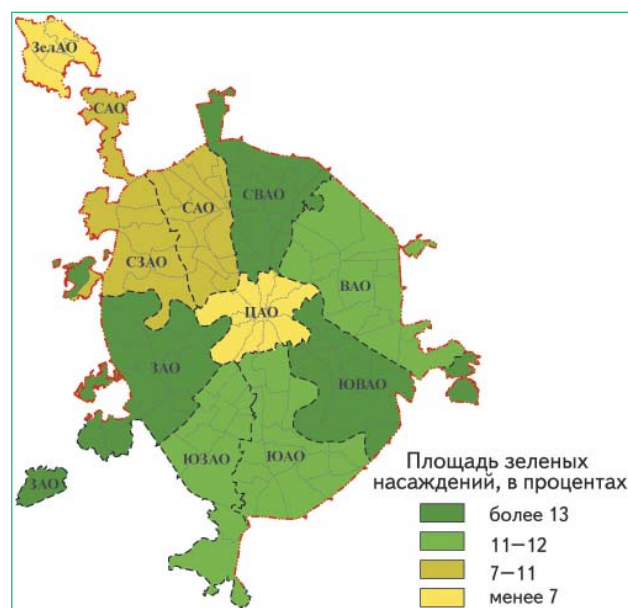 ЗелАО
САО
СВАО
САО
СЗАО
ВАО
ЦАО
ЗАО
ЮВАО
ЮЗАО
ЮАО
ЗАО
Площадь зеленых
насаждений, в процентах
более 13
11–12
7–11
менее 7